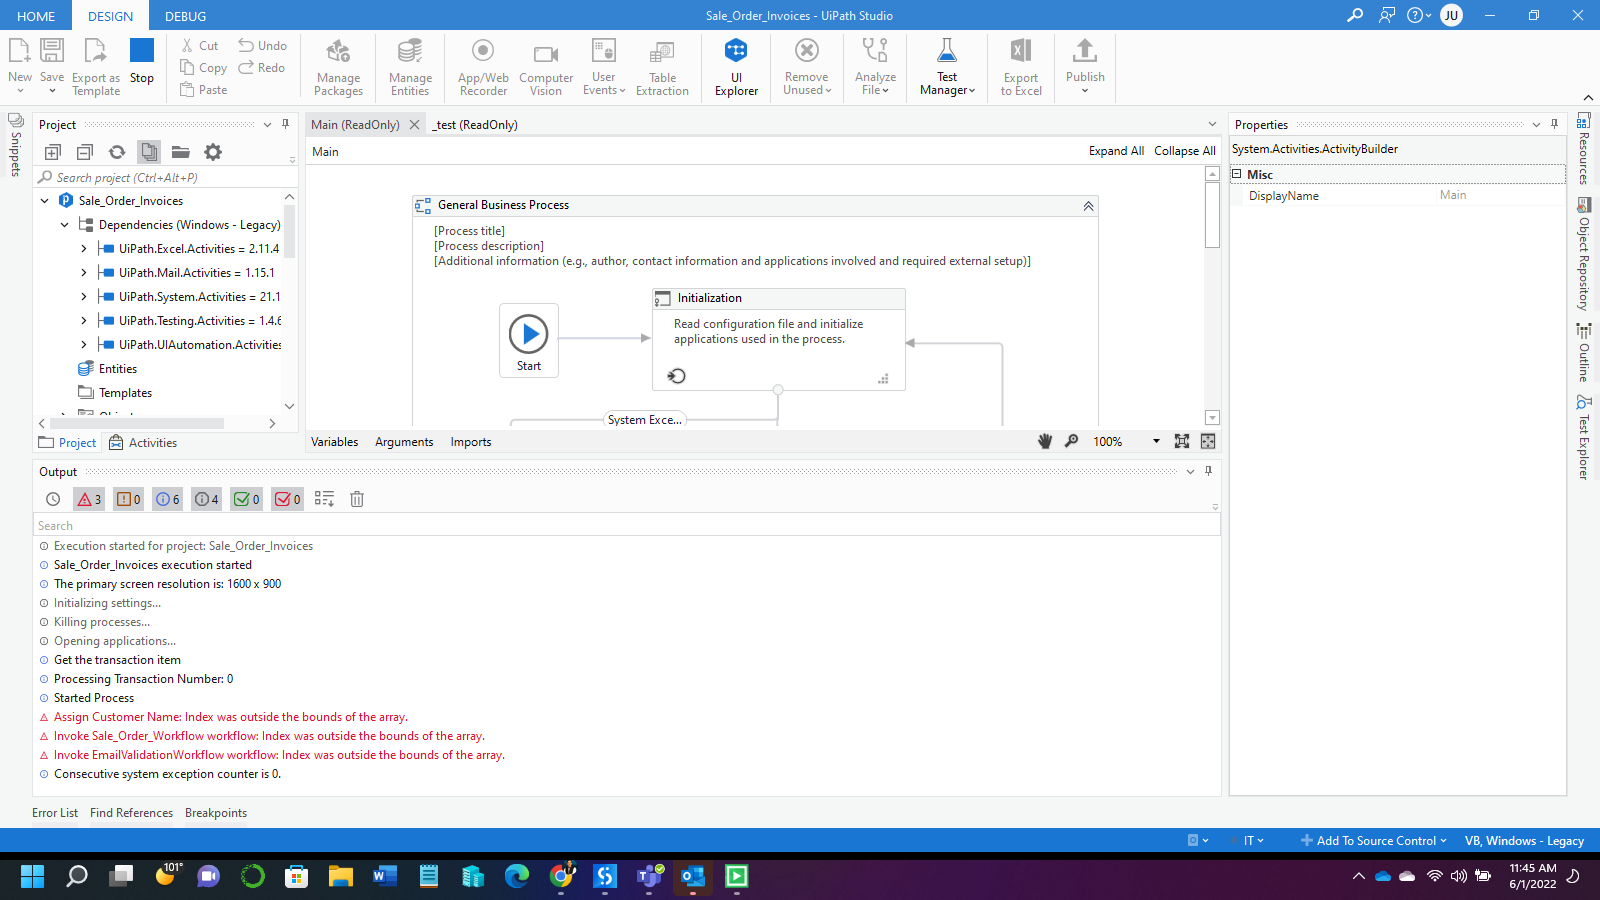 HOME DESIGN DEBUG Sale_Order_Invoices - UiPath Studio JU
New Save Export as Template Stop
Cut Undo
Copy Redo
Paste
Manage Packages
Manage Entities
App/Web Recorder
Computer Vision
User Events
Table Extraction
UI Explorer
Remove Unused
Analyze File
Test Manager
Export to Excel
Publish
Snippets
Project
Search project (Ctrl+Alt+P)
Sale_Order_Invoices
Dependencies (Windows - Legacy)
UiPath.Excel.Activities = 2.11.4
UiPath.Mail.Activities = 1.15.1
UiPath.System.Activities = 21.1
UiPath.Testing.Activities = 1.4.6
UiPath.UIAutomation.Activities
Entities
Templates
Project Activities
Main (ReadOnly) _test (ReadOnly)
Main Expand All Collapse All
General Business Process
[Process title]
[Process description]
[Additional information (e.g., author, contact information and applications involved and required external setup)]
Start
Initialization
Read configuration file and initialize
applications used in the process.
System Exce...
Variables Arguments Imports 100%
Properties
System.Activities.ActivityBuilder
Misc
DisplayName Main
Resources
Object Repository
Outline
Test Explorer
Output
3 0 6 4 0 0
Search
Execution started for project: Sale_Order_Invoices
Sale_Order_Invoices execution started
The primary screen resolution is: 1600 x 900
Initializing settings...
Killing processes...
Opening applications...
Get the transaction item
Processing Transaction Number: 0
Started Process
Assign Customer Name: Index was outside the bounds of the array.
Invoke Sale_Order_Workflow workflow: Index was outside the bounds of the array.
Invoke EmailValidationWorkflow workflow: Index was outside the bounds of the array.
Consecutive system exception counter is 0.
Error List Find References Breakpoints
IT Add To Source Control VB, Windows - Legacy
101°
11:45 AM
6/1/2022